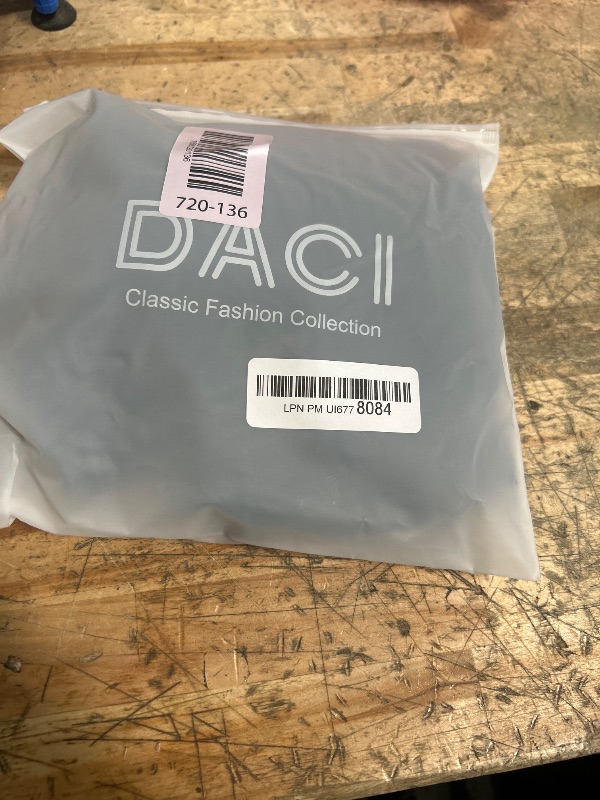 720-136
DACI
Classic Fashion Collection
LPN PM UI677 8084